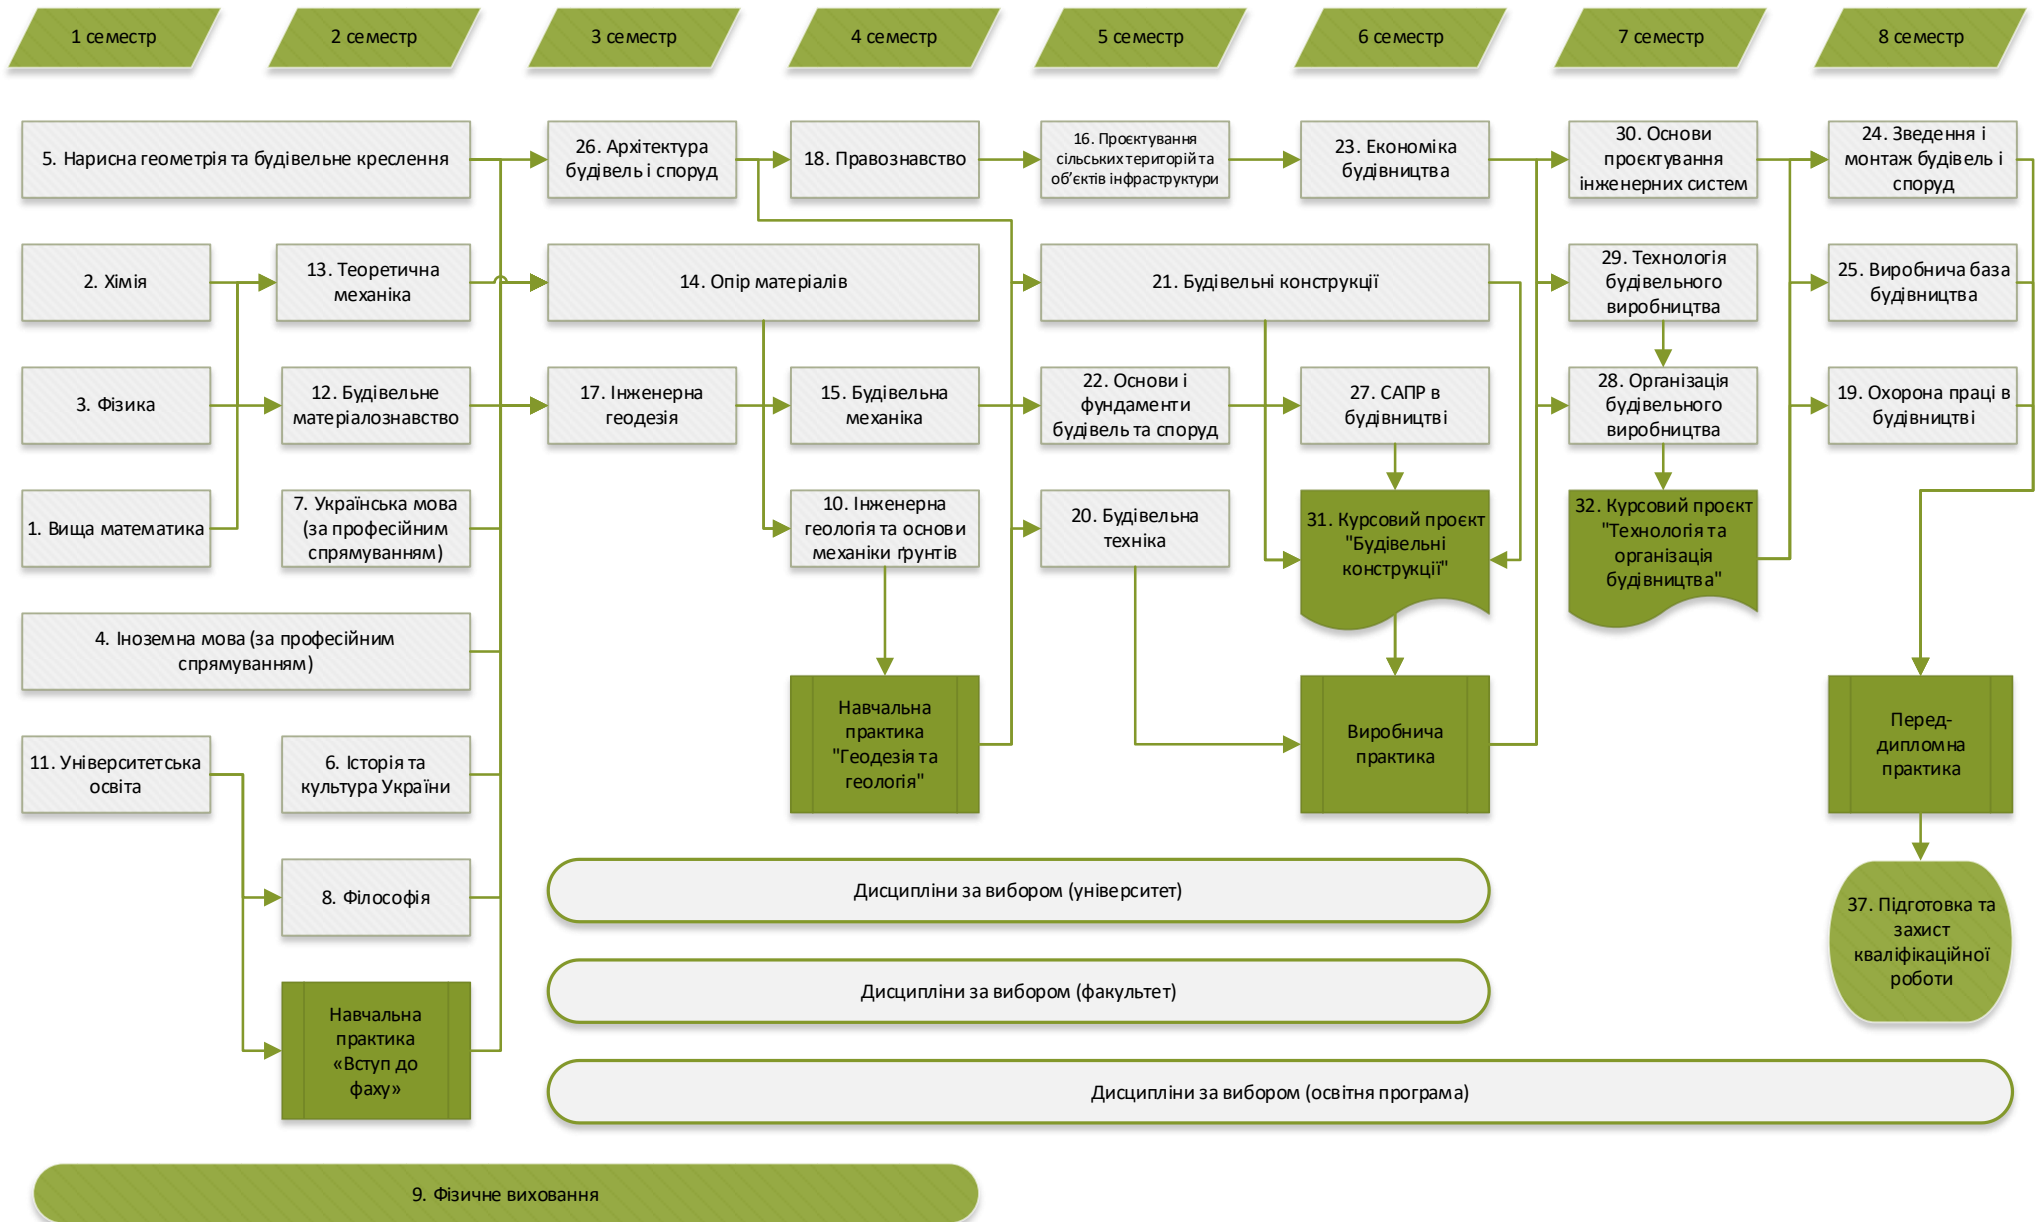 1 семестр
2 семестр
3 семестр
4 семестр
5 семестр
6 семестр
7 семестр
8 семестр
5. Нарисна геометрія та будівельне креслення
26. Архітектура
будівель і споруд
18. Правознавство
16. Проєктування
сільських територій та
об’єктів інфраструктури
23. Економіка
будівництва
30. Основи
проєктування
інженерних систем
24. Зведення і
монтаж будівель і
споруд
2. Хімія
13. Теоретична
механіка
14. Опір матеріалів
21. Будівельні конструкції
29. Технологія
будівельного
виробництва
25. Виробнича база
будівництва
3. Фізика
12. Будівельне
матеріалознавство
17. Інженерна
геодезія
15. Будівельна
механіка
22. Основи і
фундаменти
будівель та споруд
27. САПР в
будівництві
28. Організація
будівельного
виробництва
19. Охорона праці в
будівництві
1. Вища математика
7. Українська мова
(за професійним
спрямуванням)
10. Інженерна
геологія та основи
механіки ґрунтів
20. Будівельна
техніка
31. Курсовий проєкт
"Будівельні
конструкції"
32. Курсовий проєкт
"Технологія та
організація
будівництва"
4. Іноземна мова (за професійним
спрямуванням)
11. Університетська
освіта
6. Історія та
культура України
Навчальна
практика
"Геодезія та
геологія"
Виробнича
практика
Перед-
дипломна
практика
8. Філософія
Дисципліни за вибором (університет)
37. Підготовка та
захист
кваліфікаційної
роботи
Дисципліни за вибором (факультет)
Навчальна
практика
«Вступ до
фаху»
Дисципліни за вибором (освітня програма)
9. Фізичне виховання